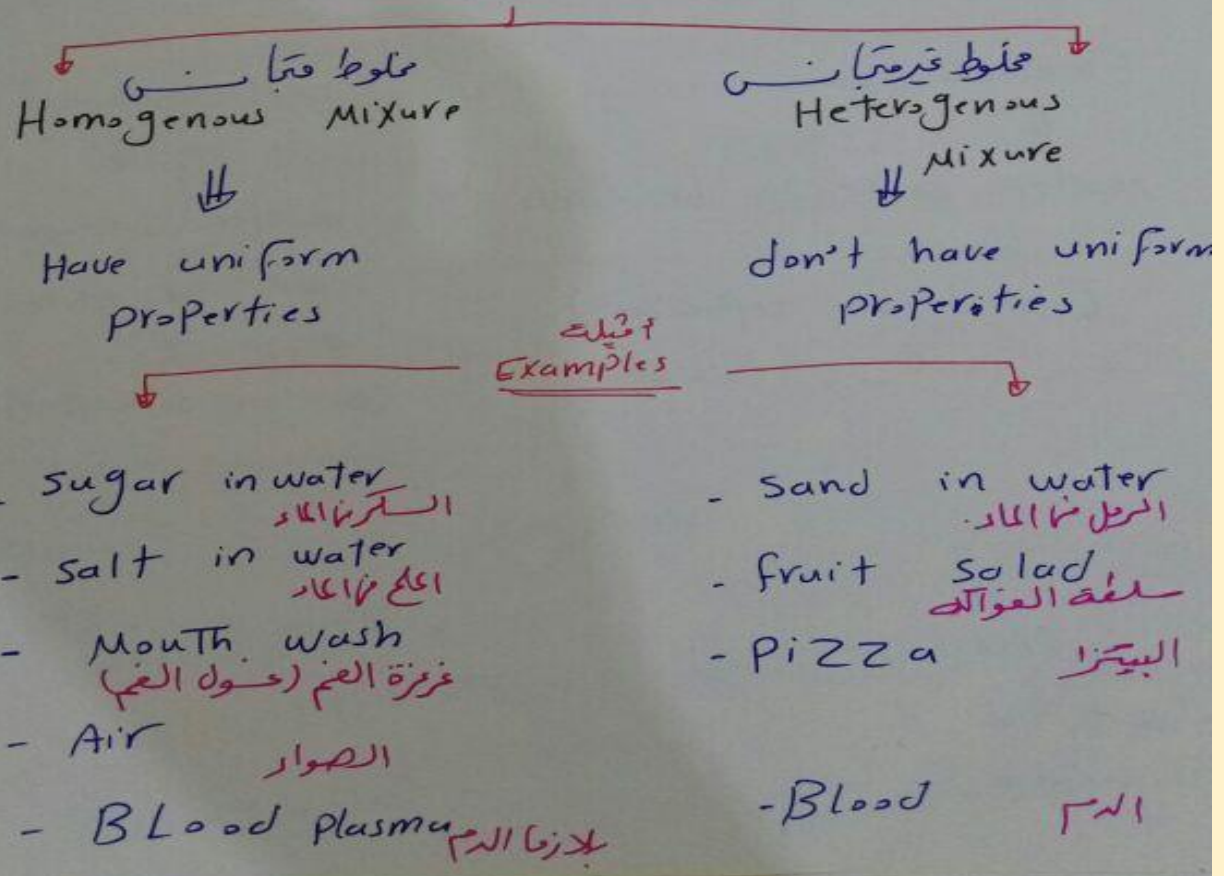 مخلوط متجانس
Homogenous Mixure
Have uniform
properties
مخلوط غير متجانس
Heterogenous
Mixure
don't have uniform
properities
أمثلة
Examples
- sugar in water
السكر في الماء
- salt in water
الملح في الماء
- Mouth wash
غرغرة الفم (غسول الفم)
- Air
الهواء
- BLood plasma بلازما الدم
- sand in water
الرمل في الماء.
- fruit salad
سلطة الفواكه
- Pizza البيتزا
- Blood الدم